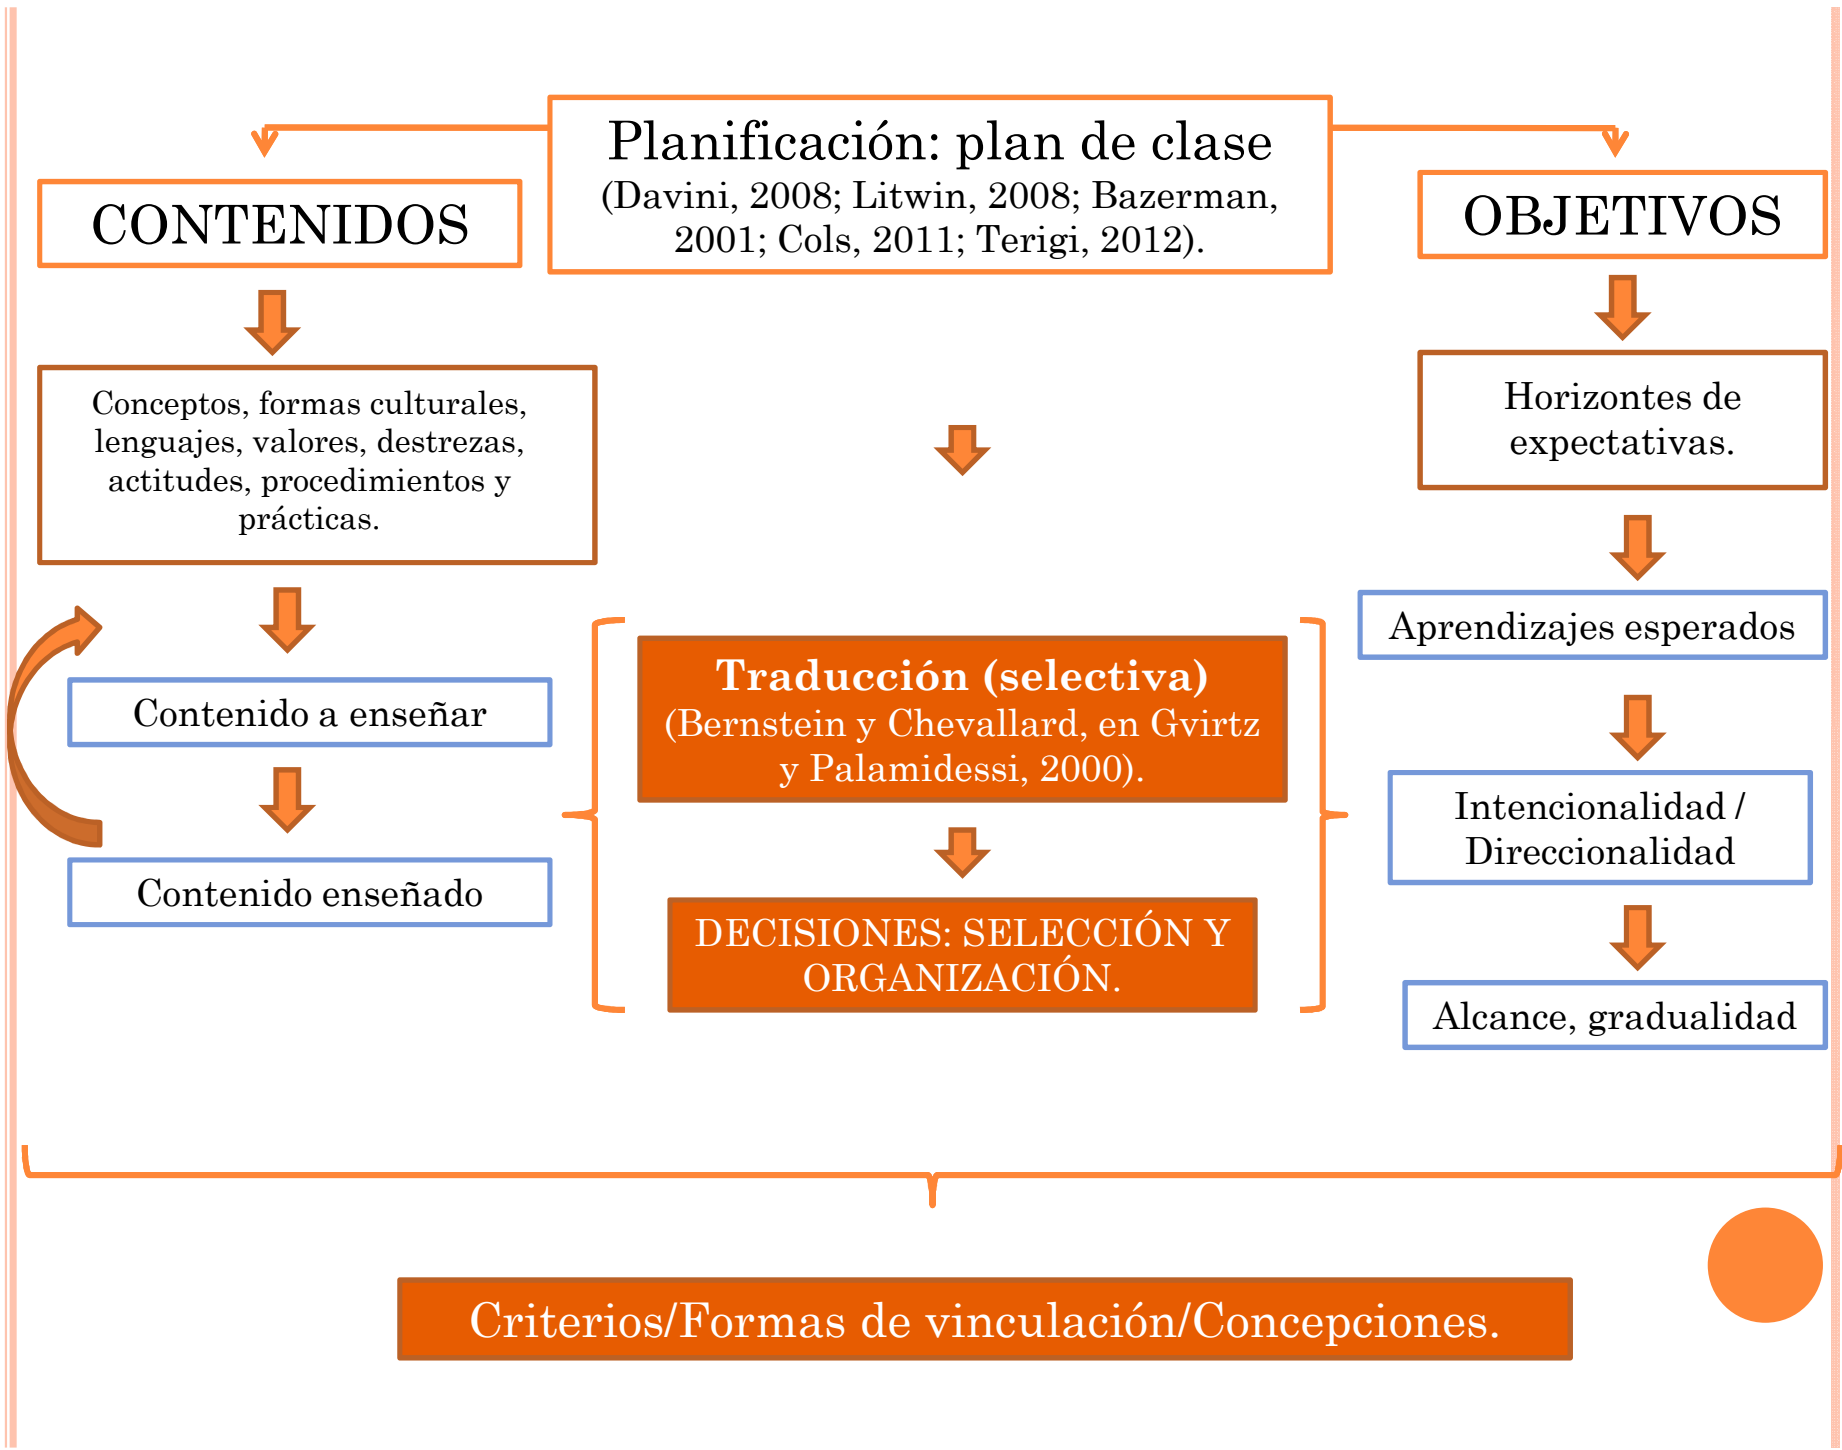 Planificación: plan de clase
(Davini, 2008; Litwin, 2008; Bazerman,
2001; Cols, 2011; Terigi, 2012).
CONTENIDOS
Conceptos, formas culturales,
lenguajes, valores, destrezas,
actitudes, procedimientos y
prácticas.
Contenido a enseñar
Contenido enseñado
Traducción (selectiva)
(Bernstein y Chevallard, en Gvirtz
y Palamidessi, 2000).
DECISIONES: SELECCIÓN Y
ORGANIZACIÓN.
OBJETIVOS
Horizontes de
expectativas.
Aprendizajes esperados
Intencionalidad /
Direccionalidad
Alcance, gradualidad
Criterios/Formas de vinculación/Concepciones.